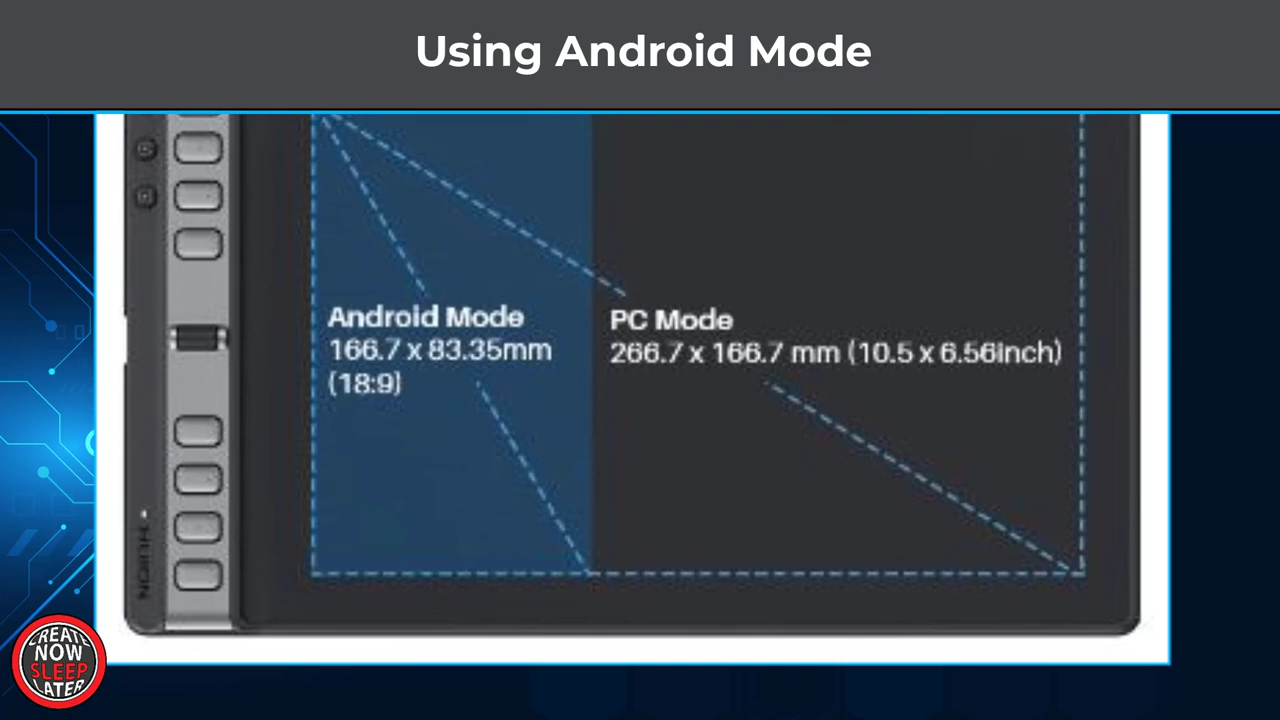 Using Android Mode
Android Mode
166.7 x 83.35mm
(18:9)
PC Mode
266.7 x 166.7 mm (10.5 x 6.56inch)
HUION
CREATE
NOW
SLEEP
LATER